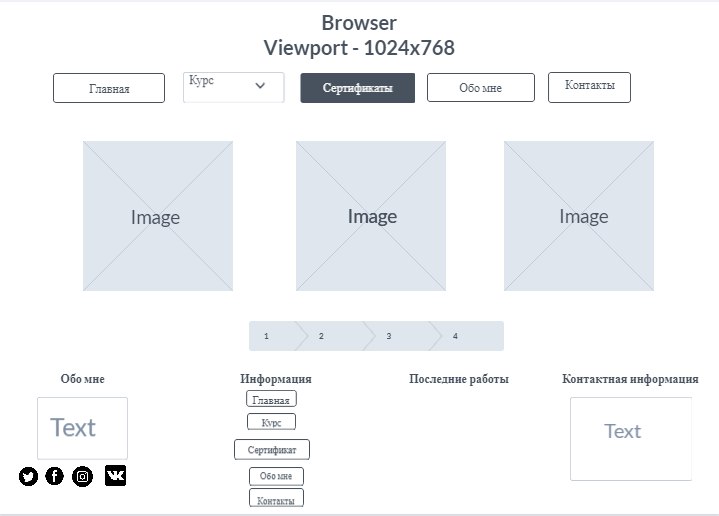 Browser
Viewport - 1024x768
Главная
Курс
Сертификаты
Обо мне
Контакты
Image
Image
Image
1 2 3 4
Обо мне
Информация
Последние работы
Контактная информация
Text
Главная
Курс
Сертификат
Обо мне
Контакты
Text